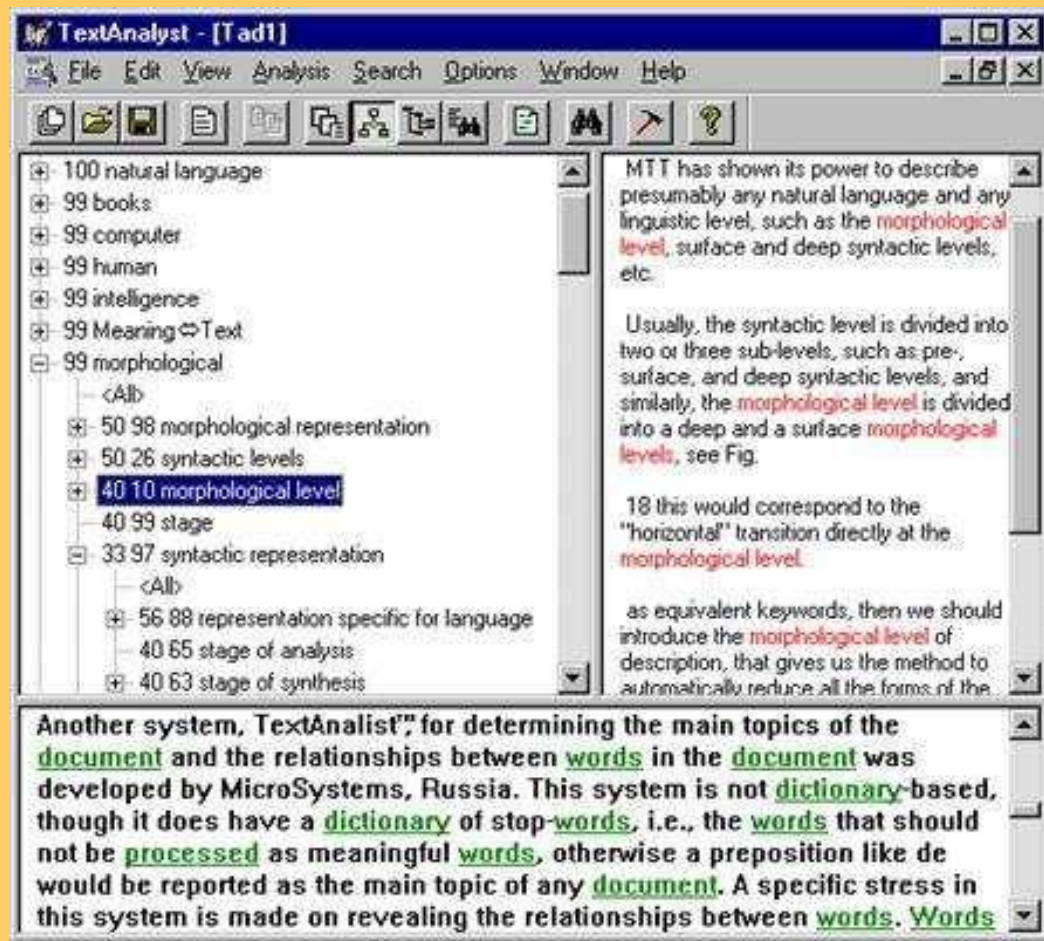 TextAnalyst - [Tad1]
File Edit View Analysis Search Options Window Help
100 natural language
99 books
99 computer
99 human
99 intelligence
99 Meaning⇔Text
99 morphological
<All>
50 98 morphological representation
50 26 syntactic levels
40 10 morphological level
40 99 stage
33 97 syntactic representation
<All>
56 88 representation specific for language
40 65 stage of analysis
40 63 stage of synthesis
MTT has shown its power to describe
presumably any natural language and any
linguistic level, such as the morphological
level, surface and deep syntactic levels,
etc.
Usually, the syntactic level is divided into
two or three sub-levels, such as pre-,
surface, and deep syntactic levels, and
similarly, the morphological level is divided
into a deep and a surface morphological
levels, see Fig.
18 this would correspond to the
"horizontal" transition directly at the
morphological level.
as equivalent keywords, then we should
introduce the morphological level of
description, that gives us the method to
automatically reduce all the forms of the
Another system, TextAnalist™, for determining the main topics of the
document and the relationships between words in the document was
developed by MicroSystems, Russia. This system is not dictionary-based,
though it does have a dictionary of stop-words, i.e., the words that should
not be processed as meaningful words, otherwise a preposition like de
would be reported as the main topic of any document. A specific stress in
this system is made on revealing the relationships between words. Words